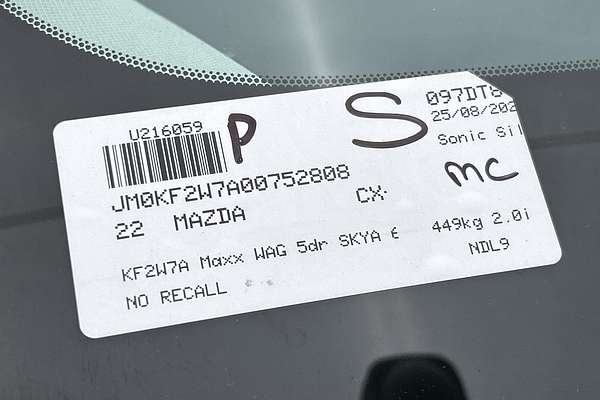 U216059
P
S
097DT6
25/08/202
Sonic Sil
mc
JM0KF2W7A00752808
22 MAZDA
CX-
KF2W7A Maxx WAG 5dr SKYA 6
449kg 2.0i
NO RECALL
NDL9